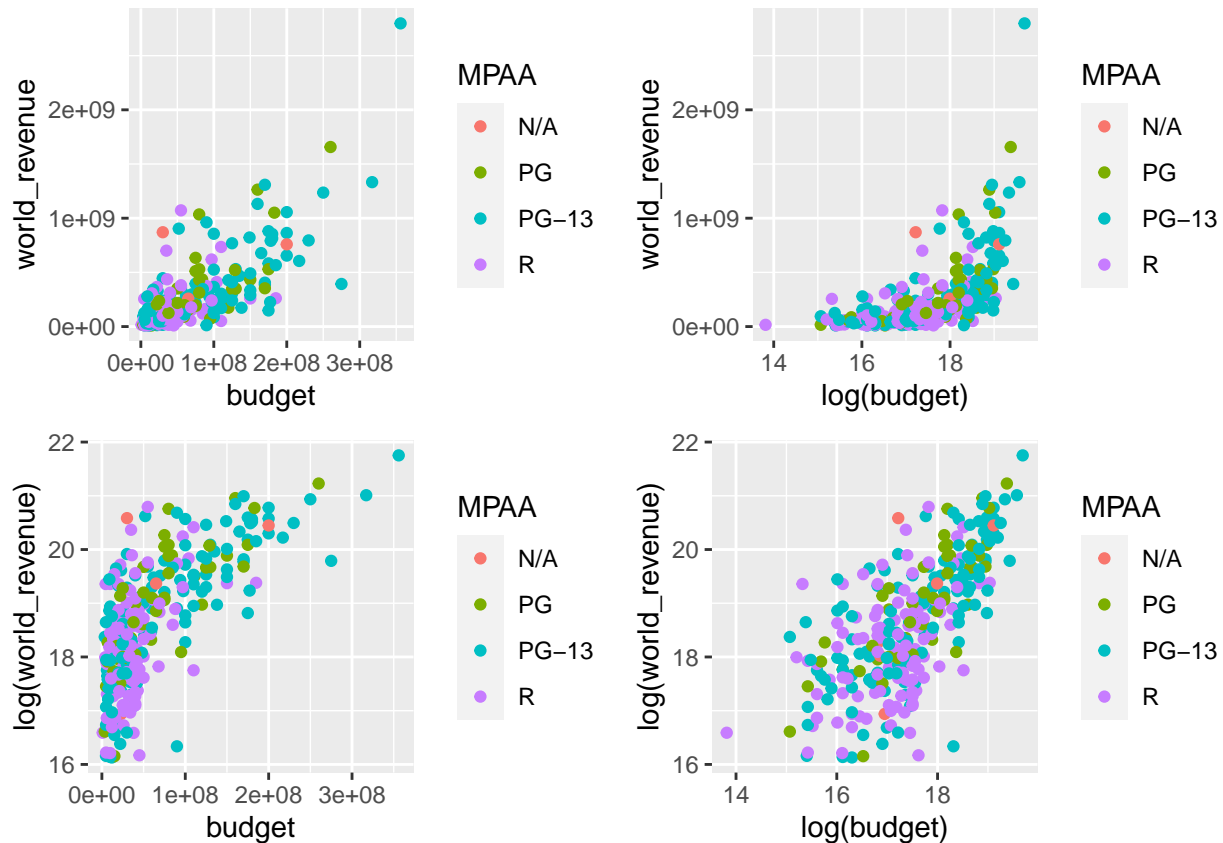 world_revenue
2e+09
1e+09
0e+00
0e+00 1e+08 2e+08 3e+08
budget
MPAA
N/A
PG
PG−13
R
world_revenue
2e+09
1e+09
0e+00
14 16 18
log(budget)
MPAA
N/A
PG
PG−13
R
log(world_revenue)
22
20
18
16
0e+00 1e+08 2e+08 3e+08
budget
MPAA
N/A
PG
PG−13
R
log(world_revenue)
22
20
18
16
14 16 18
log(budget)
MPAA
N/A
PG
PG−13
R